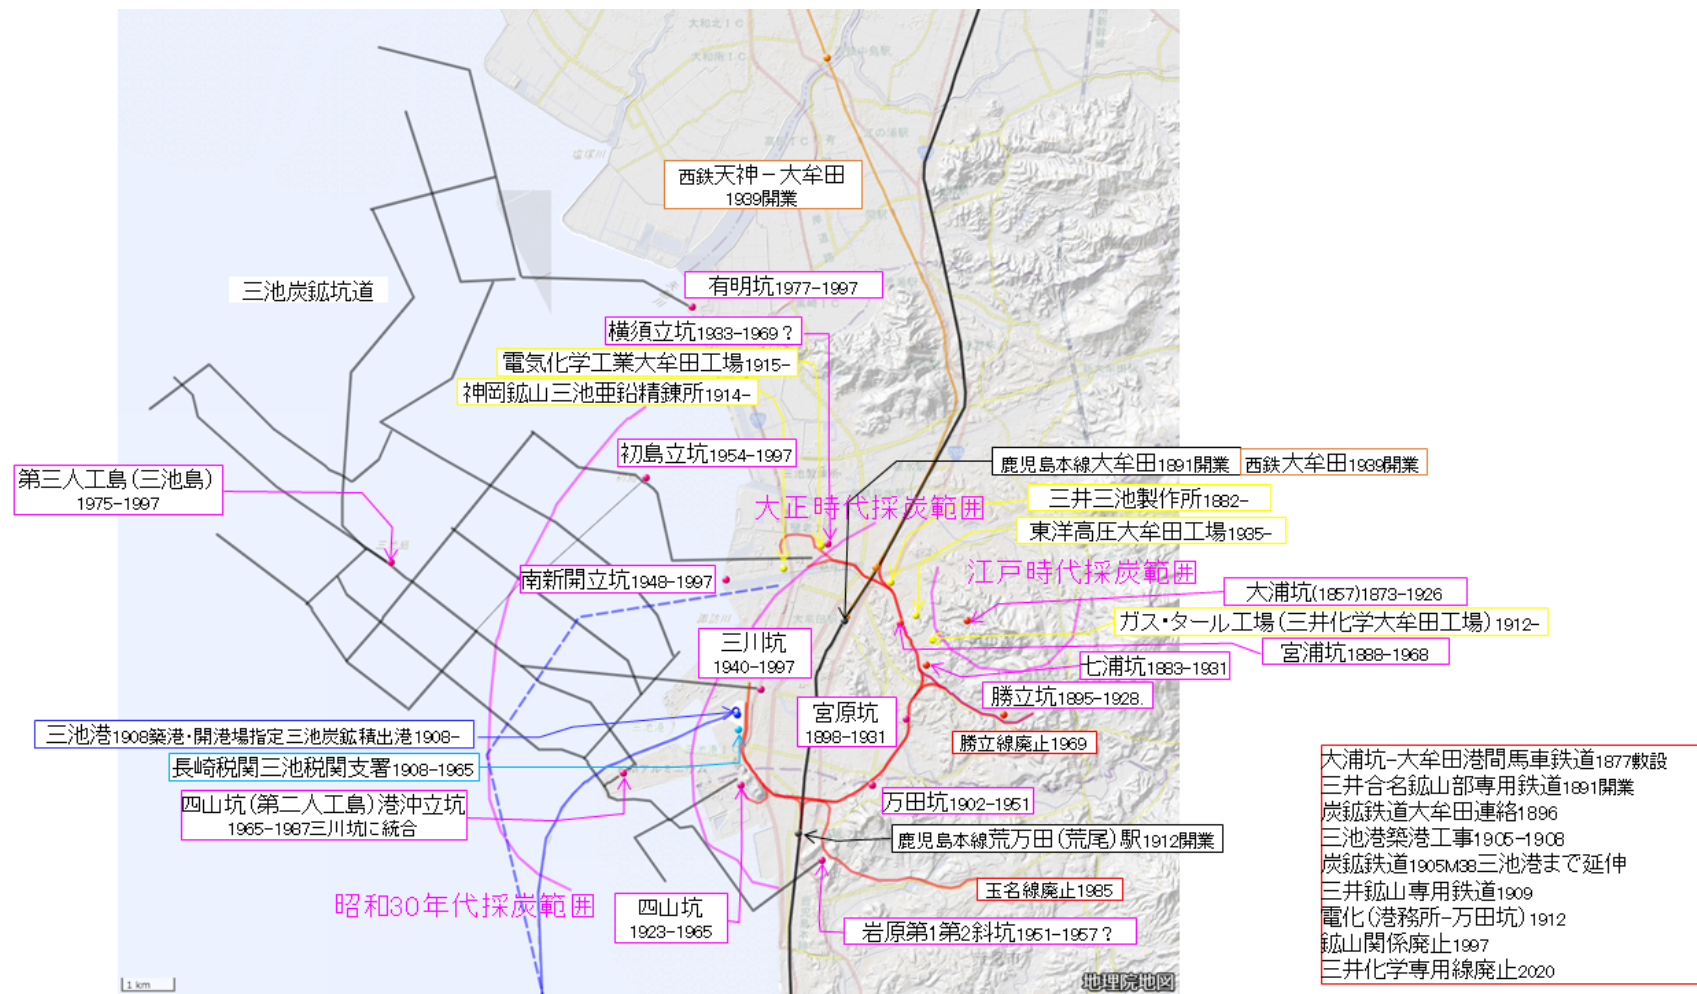 西鉄天神－大牟田
1939開業
三池炭鉱坑道
有明坑1977-1997
横須立坑1933-1969？
電気化学工業大牟田工場1915-
神岡鉱山三池亜鉛精錬所1914-
初島立坑1954-1997
鹿児島本線大牟田1891開業
西鉄大牟田1939開業
第三人工島(三池島)
1975-1997
大正時代採炭範囲
三井三池製作所1882-
東洋高圧大牟田工場1935-
南新開立坑1948-1997
江戸時代採炭範囲
大浦坑(1857)1873-1926
ガス・タール工場(三井化学大牟田工場)1912-
三川坑
1940-1997
宮浦坑1888-1968
七浦坑1883-1931
勝立坑1895-1928.
宮原坑
1898-1931
三池港1908築港・開港場指定三池炭鉱積出港1908-
勝立線廃止1969
長崎税関三池税関支署1908-1965
四山坑(第二人工島)港沖立坑
1965-1987三川坑に統合
万田坑1902-1951
鹿児島本線荒万田(荒尾)駅1912開業
玉名線廃止1985
昭和30年代採炭範囲
四山坑
1923-1965
岩原第1第2斜坑1951-1957？
大浦坑-大牟田港間馬車鉄道1877敷設
三井合名鉱山部専用鉄道1891開業
炭鉱鉄道大牟田連絡1896
三池港築港工事1905-1908
炭鉱鉄道1905M38三池港まで延伸
三井鉱山専用鉄道1909
電化(港務所-万田坑)1912
鉱山関係廃止1997
三井化学専用線廃止2020
1 km
地理院地図